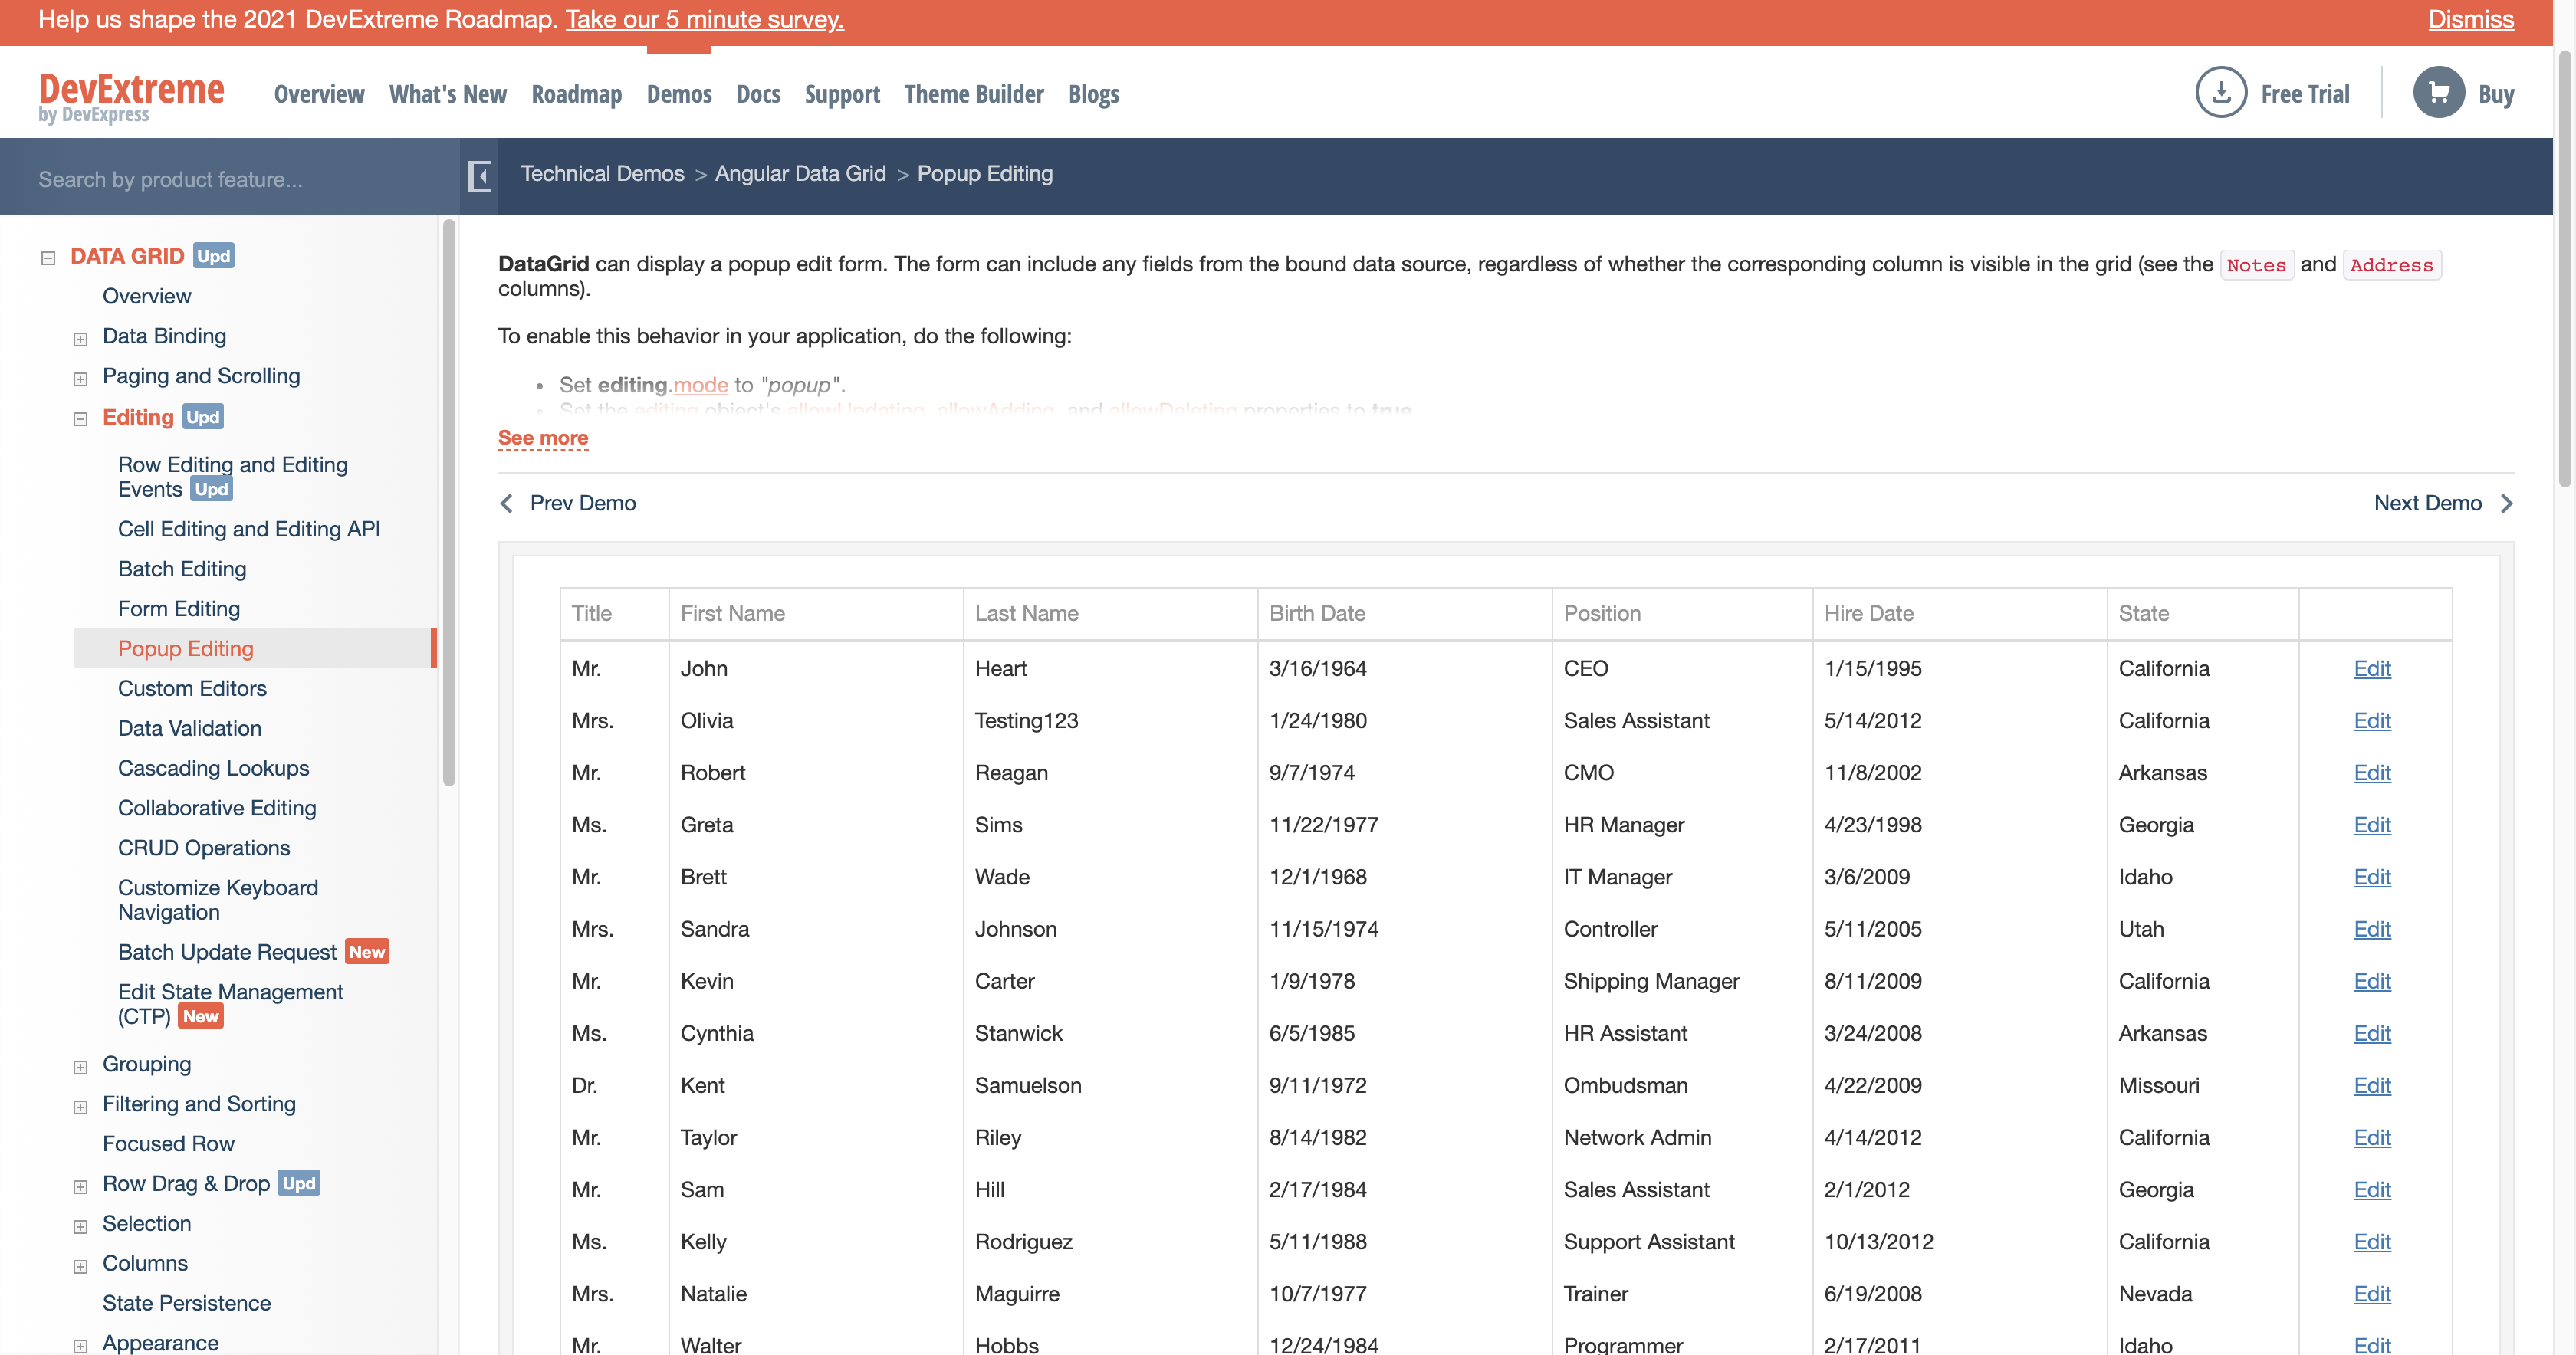 Help us shape the 2021 DevExtreme Roadmap. Take our 5 minute survey. Dismiss
DevExtreme
by DevExpress
Overview What's New Roadmap Demos Docs Support Theme Builder Blogs Free Trial Buy
Search by product feature...
Technical Demos > Angular Data Grid > Popup Editing
DATA GRID Upd
Overview
Data Binding
Paging and Scrolling
Editing Upd
Row Editing and Editing
Events Upd
Cell Editing and Editing API
Batch Editing
Form Editing
Popup Editing
Custom Editors
Data Validation
Cascading Lookups
Collaborative Editing
CRUD Operations
Customize Keyboard
Navigation
Batch Update Request New
Edit State Management
(CTP) New
Grouping
Filtering and Sorting
Focused Row
Row Drag & Drop Upd
Selection
Columns
State Persistence
Appearance
DataGrid can display a popup edit form. The form can include any fields from the bound data source, regardless of whether the corresponding column is visible in the grid (see the Notes and Address
columns).
To enable this behavior in your application, do the following:
• Set editing.mode to "popup".
• Set the editing object's allowUpdating, allowAdding, and allowDeleting properties to true
See more
Prev Demo Next Demo
Title First Name Last Name Birth Date Position Hire Date State
Mr. John Heart 3/16/1964 CEO 1/15/1995 California Edit
Mrs. Olivia Testing123 1/24/1980 Sales Assistant 5/14/2012 California Edit
Mr. Robert Reagan 9/7/1974 CMO 11/8/2002 Arkansas Edit
Ms. Greta Sims 11/22/1977 HR Manager 4/23/1998 Georgia Edit
Mr. Brett Wade 12/1/1968 IT Manager 3/6/2009 Idaho Edit
Mrs. Sandra Johnson 11/15/1974 Controller 5/11/2005 Utah Edit
Mr. Kevin Carter 1/9/1978 Shipping Manager 8/11/2009 California Edit
Ms. Cynthia Stanwick 6/5/1985 HR Assistant 3/24/2008 Arkansas Edit
Dr. Kent Samuelson 9/11/1972 Ombudsman 4/22/2009 Missouri Edit
Mr. Taylor Riley 8/14/1982 Network Admin 4/14/2012 California Edit
Mr. Sam Hill 2/17/1984 Sales Assistant 2/1/2012 Georgia Edit
Ms. Kelly Rodriguez 5/11/1988 Support Assistant 10/13/2012 California Edit
Mrs. Natalie Maguirre 10/7/1977 Trainer 6/19/2008 Nevada Edit
Mr. Walter Hobbs 12/24/1984 Programmer 2/17/2011 Idaho Edit